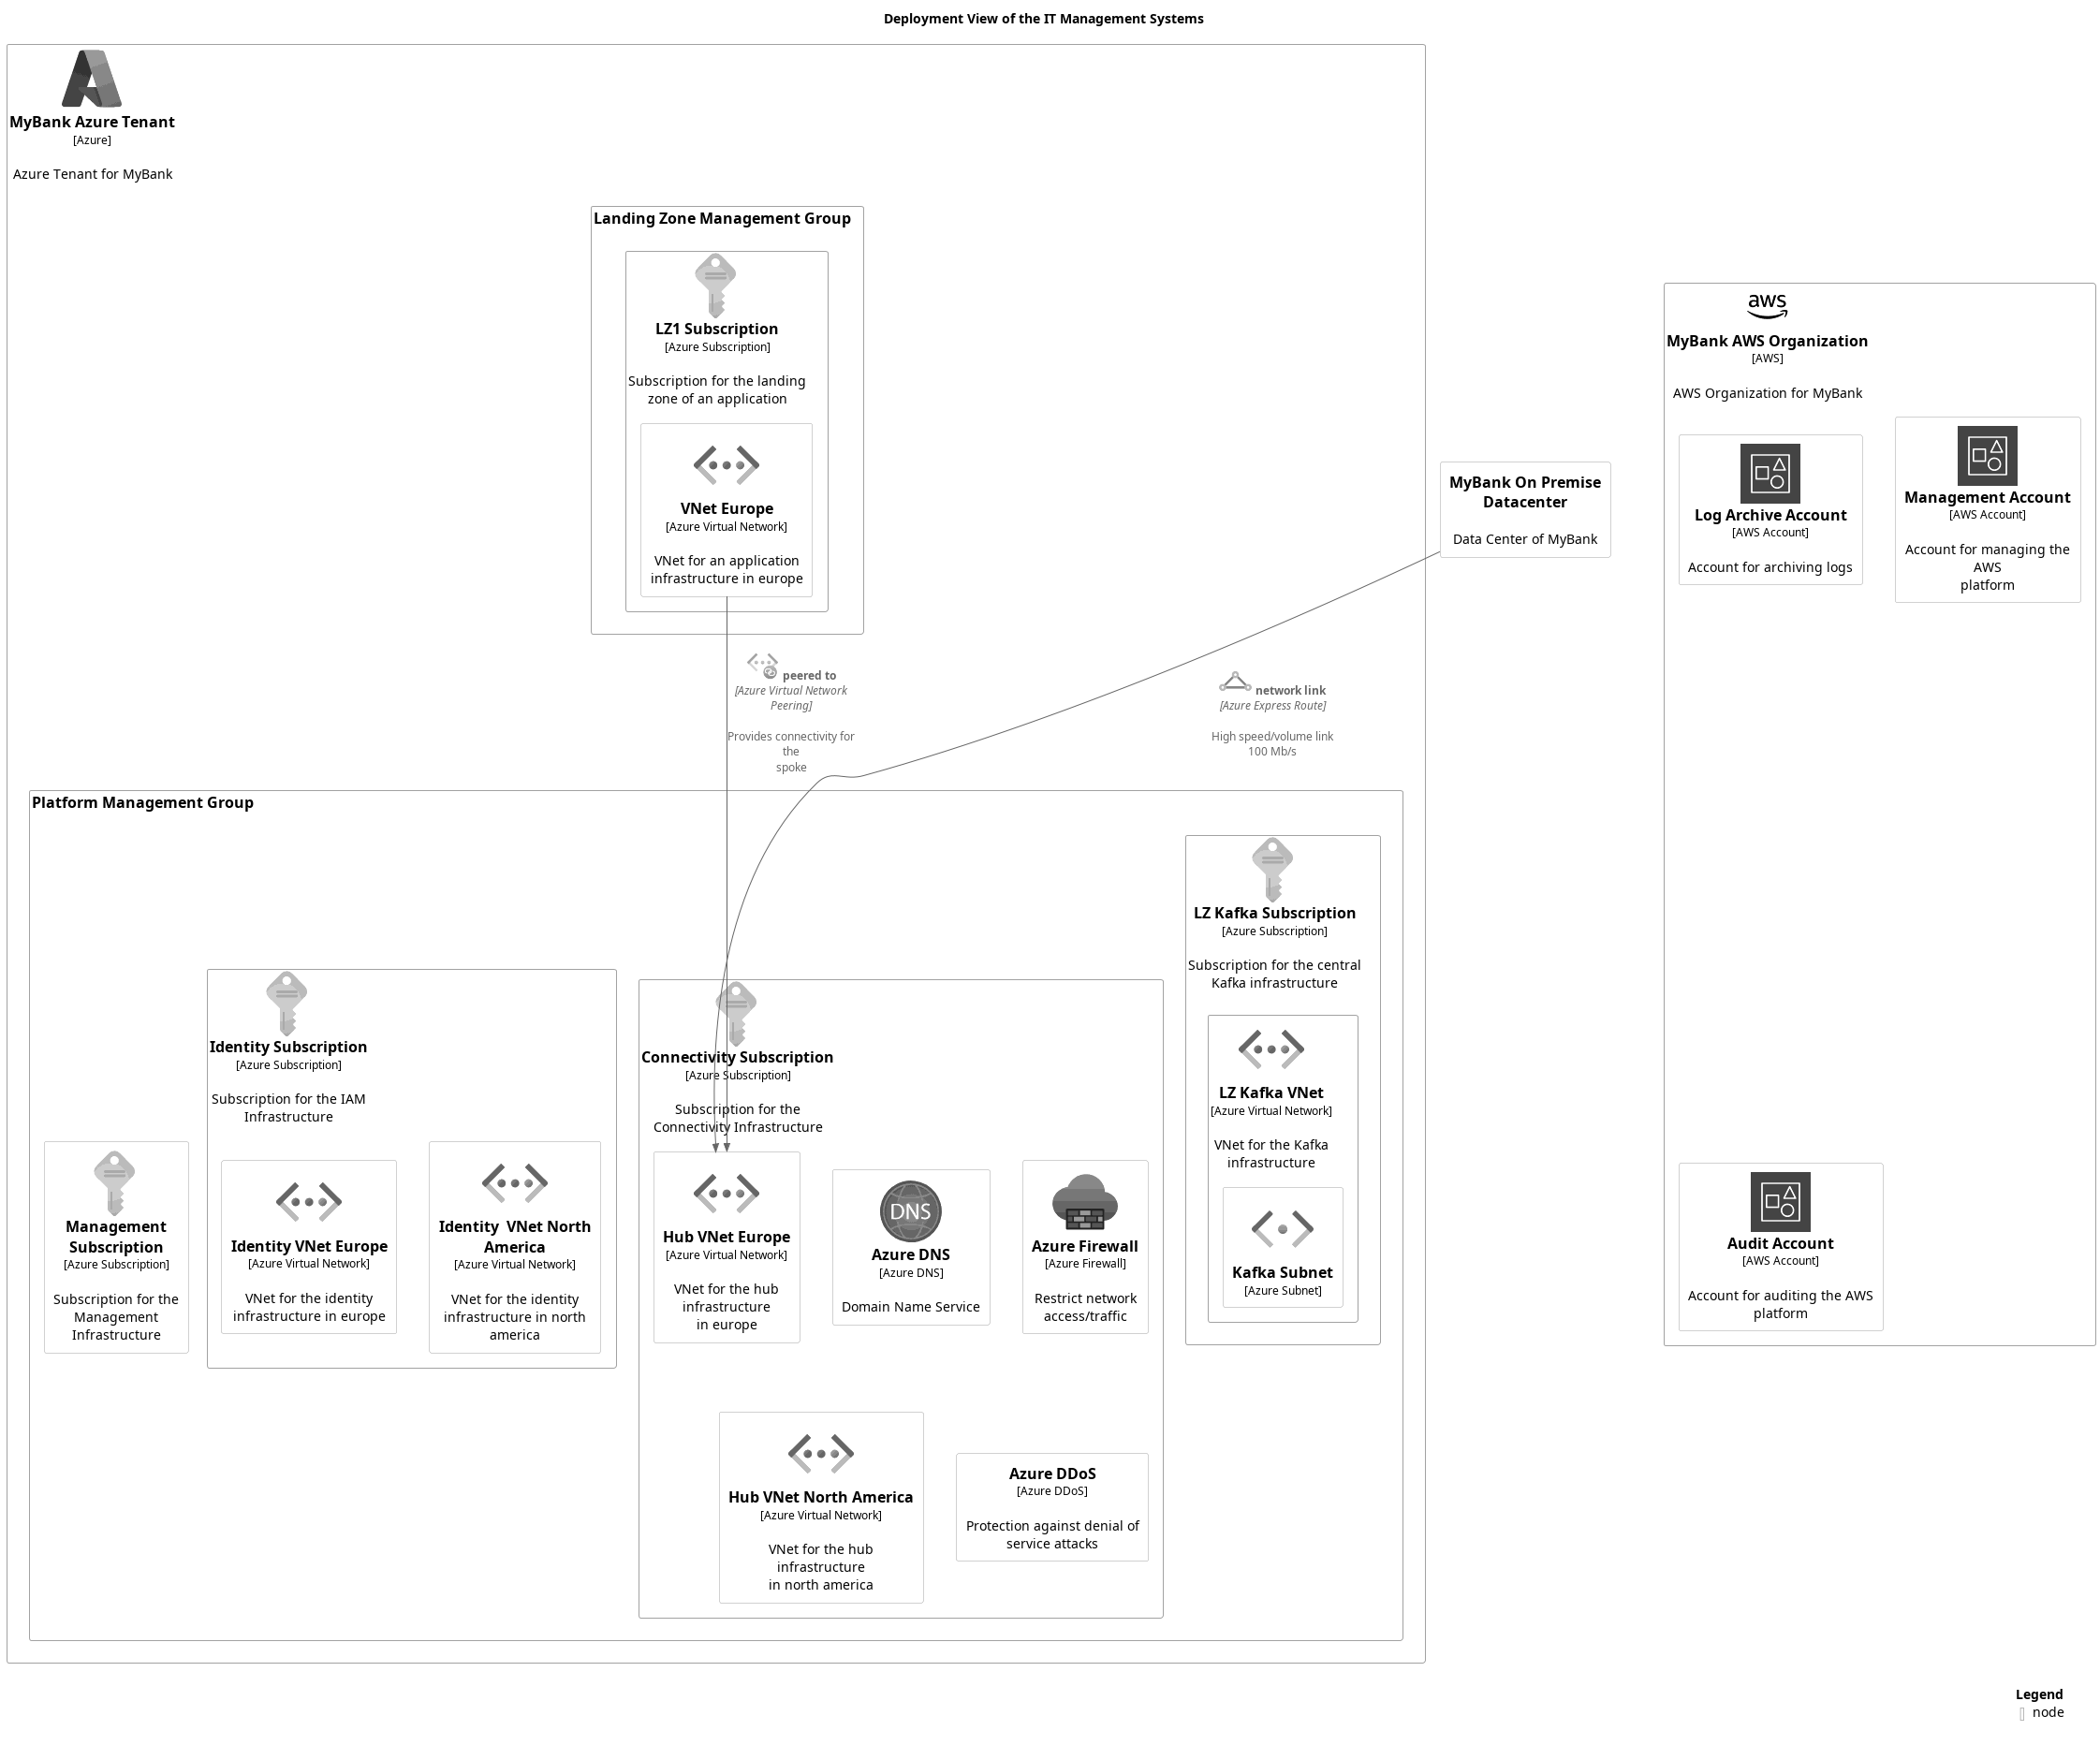 Deployment View of the IT Management Systems
MyBank Azure Tenant
[Azure]
Azure Tenant for MyBank
Landing Zone Management Group
LZ1 Subscription
[Azure Subscription]
Subscription for the landing
zone of an application
VNet Europe
[Azure Virtual Network]
VNet for an application
infrastructure in europe
MyBank On Premise
Datacenter
Data Center of MyBank
aws
MyBank AWS Organization
[AWS]
AWS Organization for MyBank
Log Archive Account
[AWS Account]
Account for archiving logs
Management Account
[AWS Account]
Account for managing the
AWS
platform
peered to
[Azure Virtual Network
Peering]
Provides connectivity for
the
spoke
network link
[Azure Express Route]
High speed/volume link
100 Mb/s
Platform Management Group
Management
Subscription
[Azure Subscription]
Subscription for the
Management
Infrastructure
Identity Subscription
[Azure Subscription]
Subscription for the IAM
Infrastructure
Identity VNet Europe
[Azure Virtual Network]
VNet for the identity
infrastructure in europe
Identity  VNet North
America
[Azure Virtual Network]
VNet for the identity
infrastructure in north
america
Connectivity Subscription
[Azure Subscription]
Subscription for the
Connectivity Infrastructure
Hub VNet Europe
[Azure Virtual Network]
VNet for the hub
infrastructure
in europe
DNS
Azure DNS
[Azure DNS]
Domain Name Service
Azure Firewall
[Azure Firewall]
Restrict network
access/traffic
Hub VNet North America
[Azure Virtual Network]
VNet for the hub
infrastructure
in north america
Azure DDoS
[Azure DDoS]
Protection against denial of
service attacks
LZ Kafka Subscription
[Azure Subscription]
Subscription for the central
Kafka infrastructure
LZ Kafka VNet
[Azure Virtual Network]
VNet for the Kafka
infrastructure
Kafka Subnet
[Azure Subnet]
Audit Account
[AWS Account]
Account for auditing the AWS
platform
Legend
node